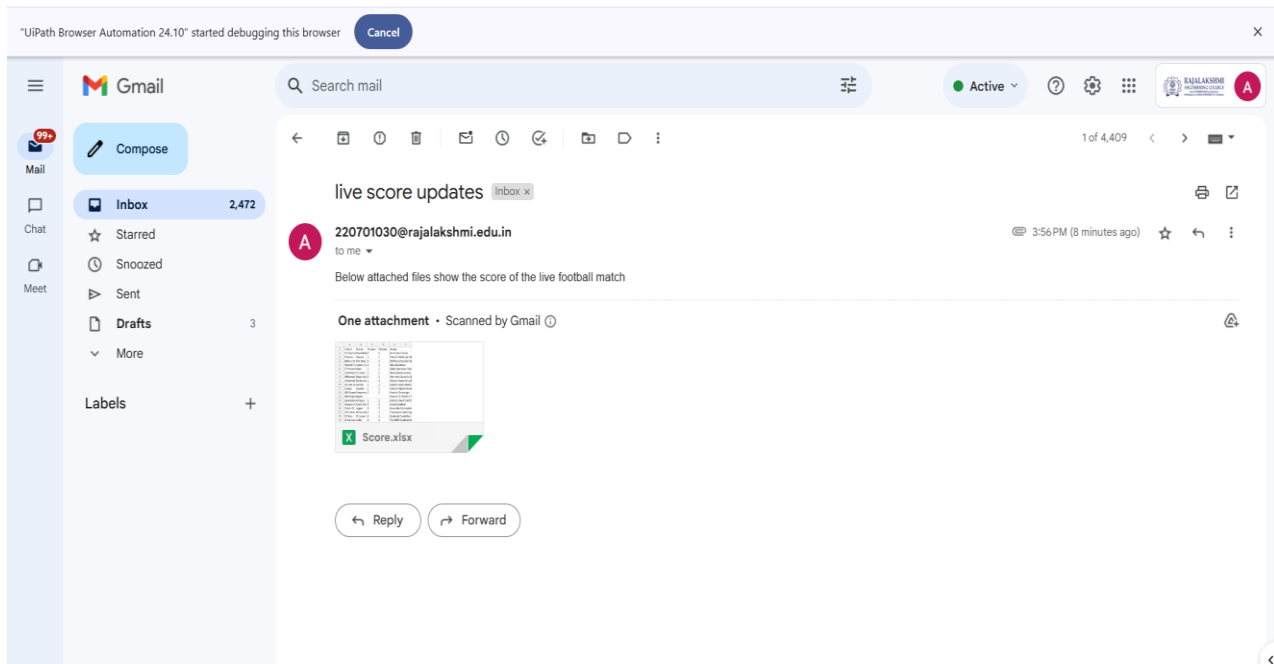 "UiPath Browser Automation 24.10" started debugging this browser Cancel
Gmail
Search mail
Active
RAJALAKSHMI
ENGINEERING COLLEGE
A
99+
Mail
Chat
Meet
Compose
Inbox 2,472
Starred
Snoozed
Sent
Drafts 3
More
Labels
1 of 4,409
live score updates Inbox ×
A
220701030@rajalakshmi.edu.in 3:56 PM (8 minutes ago)
to me
Below attached files show the score of the live football match
One attachment • Scanned by Gmail
X Score.xlsx
Reply Forward